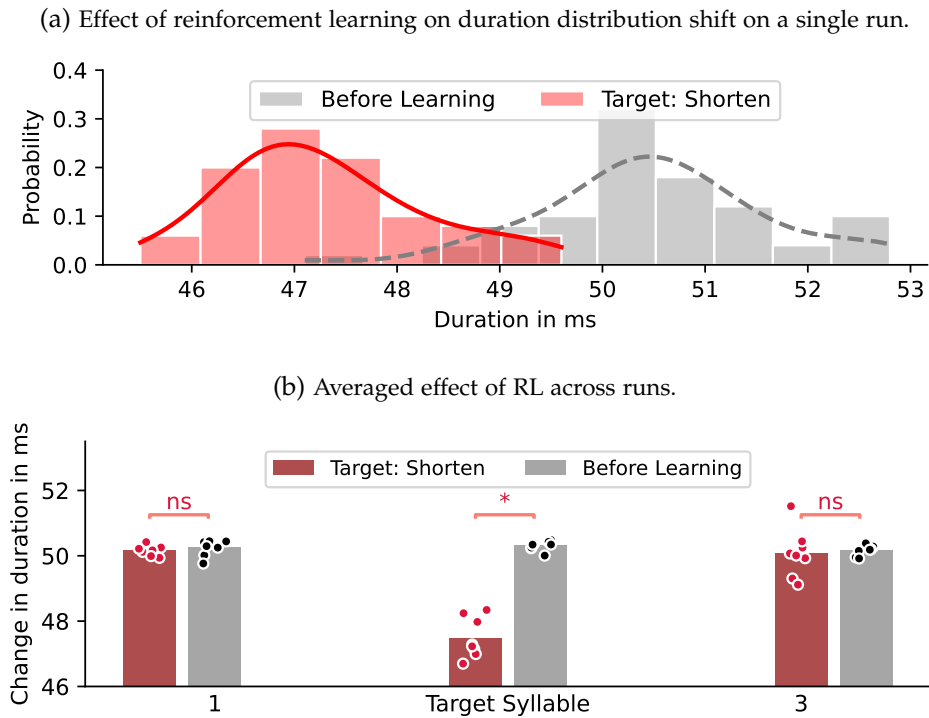 (a) Effect of reinforcement learning on duration distribution shift on a single run.
0.4
Before Learning Target: Shorten
0.3
Probability
0.2
0.1
0.0
46 47 48 49 50 51 52 53
Duration in ms
(b) Averaged effect of RL across runs.
Change in duration in ms
Target: Shorten Before Learning
52
ns * ns
50
48
46
1 Target Syllable 3